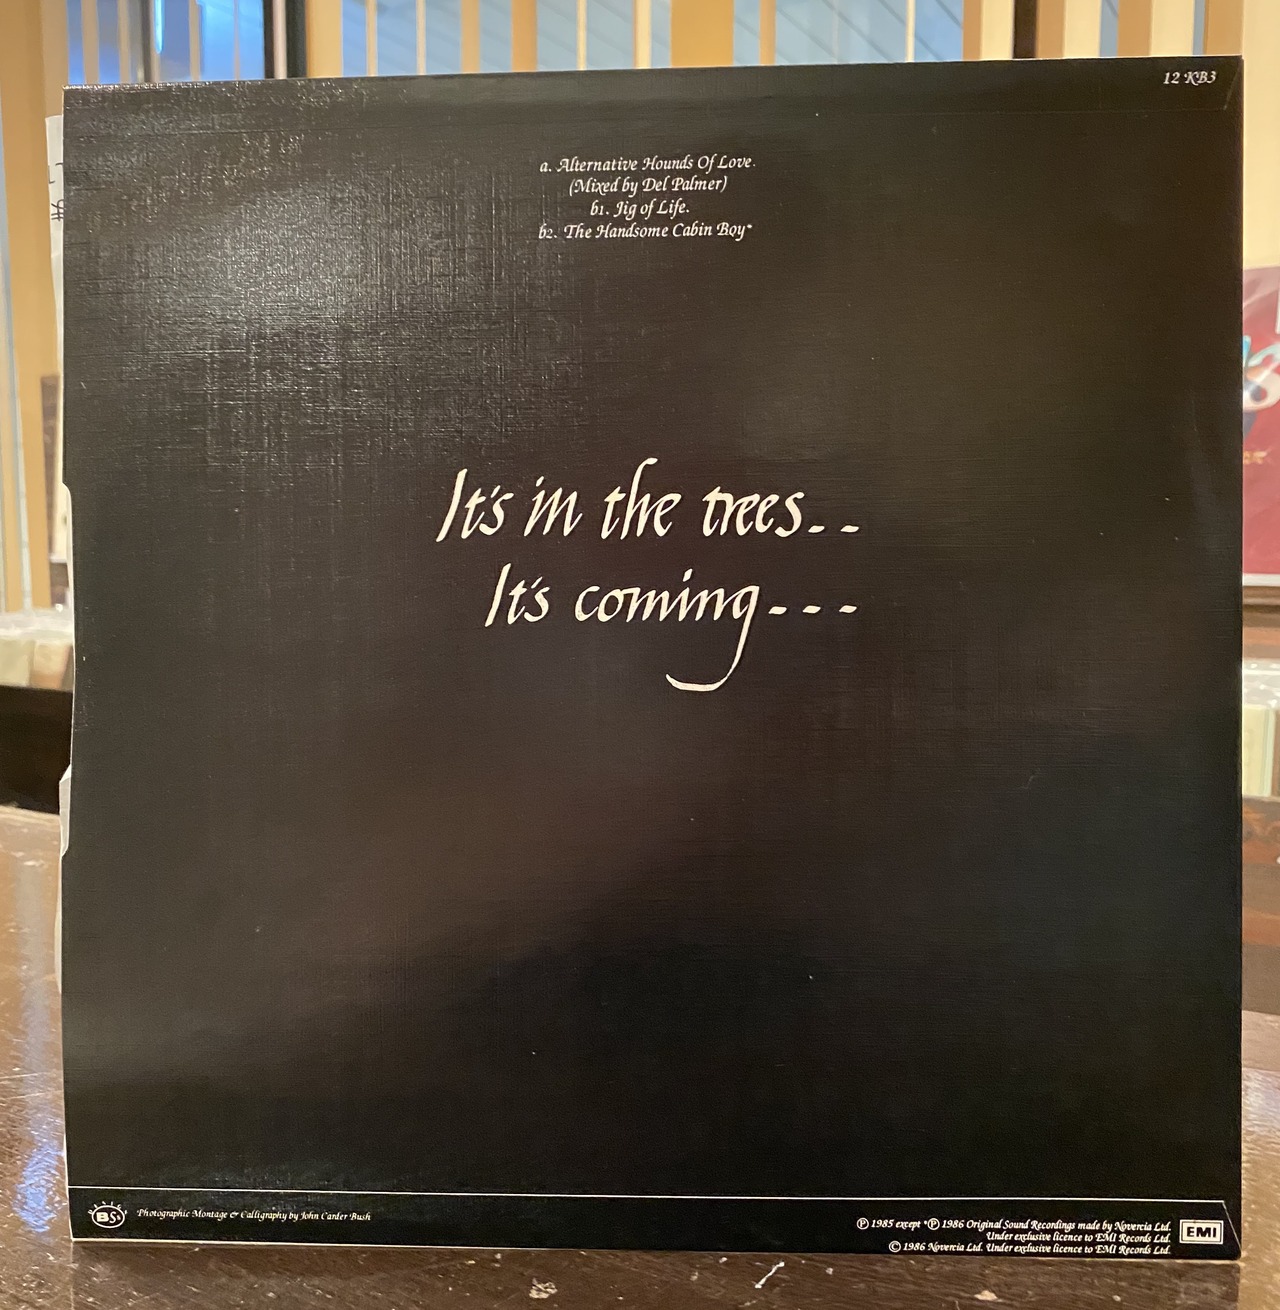 12 KB3
a. Alternative Hounds Of Love.
(Mixed by Del Palmer)
b1. Jig of Life.
b2. The Handsome Cabin Boy*
It's in the trees..
It's coming---
BS
Photographic Montage & Calligraphy by John Carder Bush
Ⓟ 1985 except *Ⓟ 1986 Original Sound Recordings made by Novercia Ltd.
Under exclusive licence to EMI Records Ltd.
© 1986 Novercia Ltd. Under exclusive licence to EMI Records Ltd.
EMI